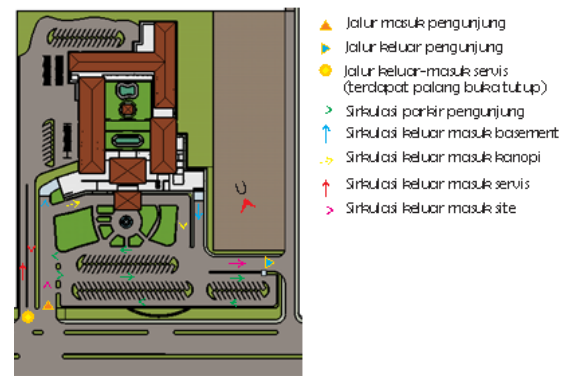 Jalur masuk pengunjung
Jalur keluar pengunjung
Jalur keluar-masuk servis
(terdapat palang buka tutup)
Sirkulasi parkir pengunjung
Sirkulasi keluar masuk basement
Sirkulasi keluar masuk kanopi
Sirkulasi keluar masuk servis
Sirkulasi keluar masuk site
U